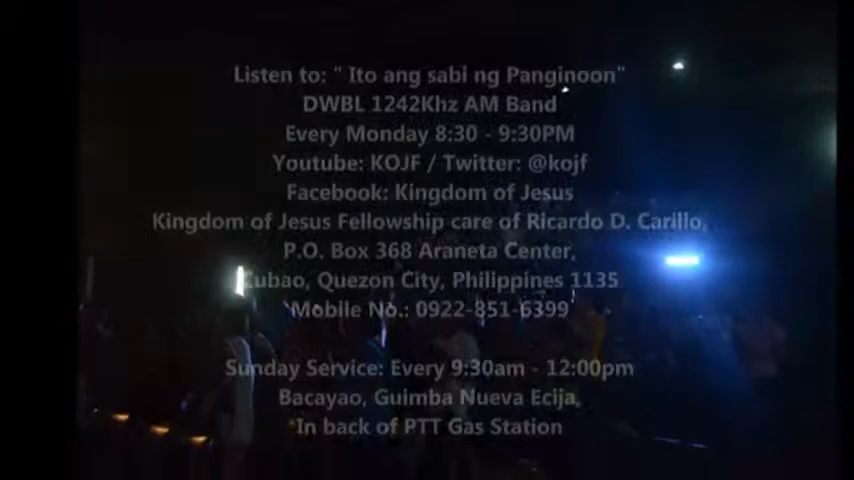 Listen to: " Ito ang sabi ng Panginoon"
DWBL 1242Khz AM Band
Every Monday 8:30 - 9:30PM
Youtube: KOJF / Twitter: @kojf
Facebook: Kingdom of Jesus
Kingdom of Jesus Fellowship care of Ricardo D. Carillo,
P.O. Box 368 Araneta Center,
Cubao, Quezon City, Philippines 1135
Mobile No.: 0922-851-6399
Sunday Service: Every 9:30am - 12:00pm
Bacayao, Guimba Nueva Ecija,
In back of PTT Gas Station